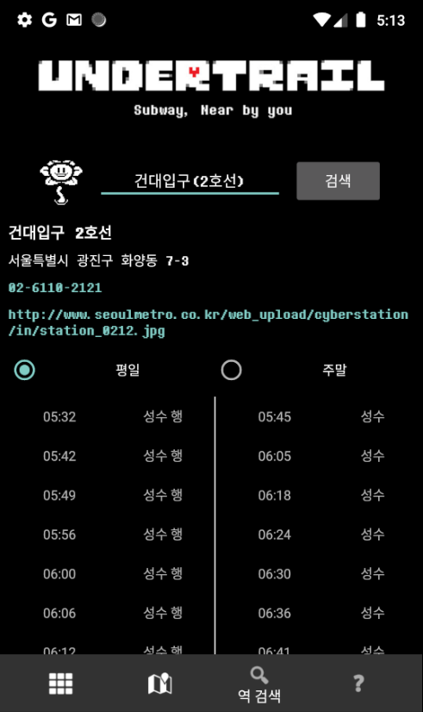 5:13
UNDERTRAIL
Subway, Near by you
건대입구(2호선)
검색
건대입구 2호선
서울특별시 광진구 화양동 7-3
02-6110-2121
http://www.seoulmetro.co.kr/web_upload/cyberstation
/in/station_0212.jpg
평일 주말
05:32 성수 행 05:45 성수
05:42 성수 행 06:05 성수
05:49 성수 행 06:18 성수
05:56 성수 행 06:24 성수
06:00 성수 행 06:30 성수
06:06 성수 행 06:36 성수
06:12 성수 행 06:41 성수
역 검색
?